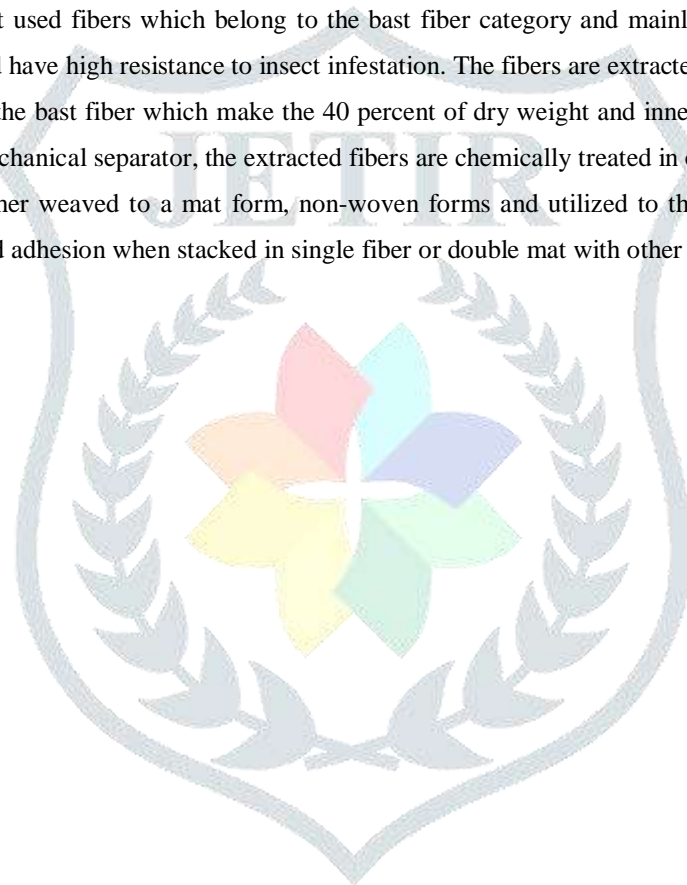 used fibers which belong to the bast fiber category and mainl
have high resistance to insect infestation. The fibers are extracte
the bast fiber which make the 40 percent of dry weight and inne
chanical separator, the extracted fibers are chemically treated in
her weaved to a mat form, non-woven forms and utilized to th
adhesion when stacked in single fiber or double mat with other
JETIR